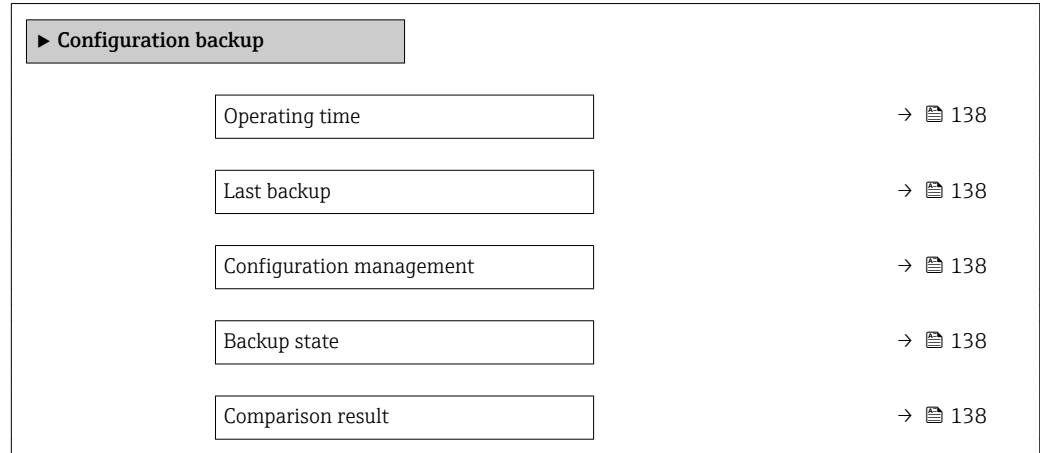 ► Configuration backup
Operating time → 🖹 138
Last backup → 🖹 138
Configuration management → 🖹 138
Backup state → 🖹 138
Comparison result → 🖹 138